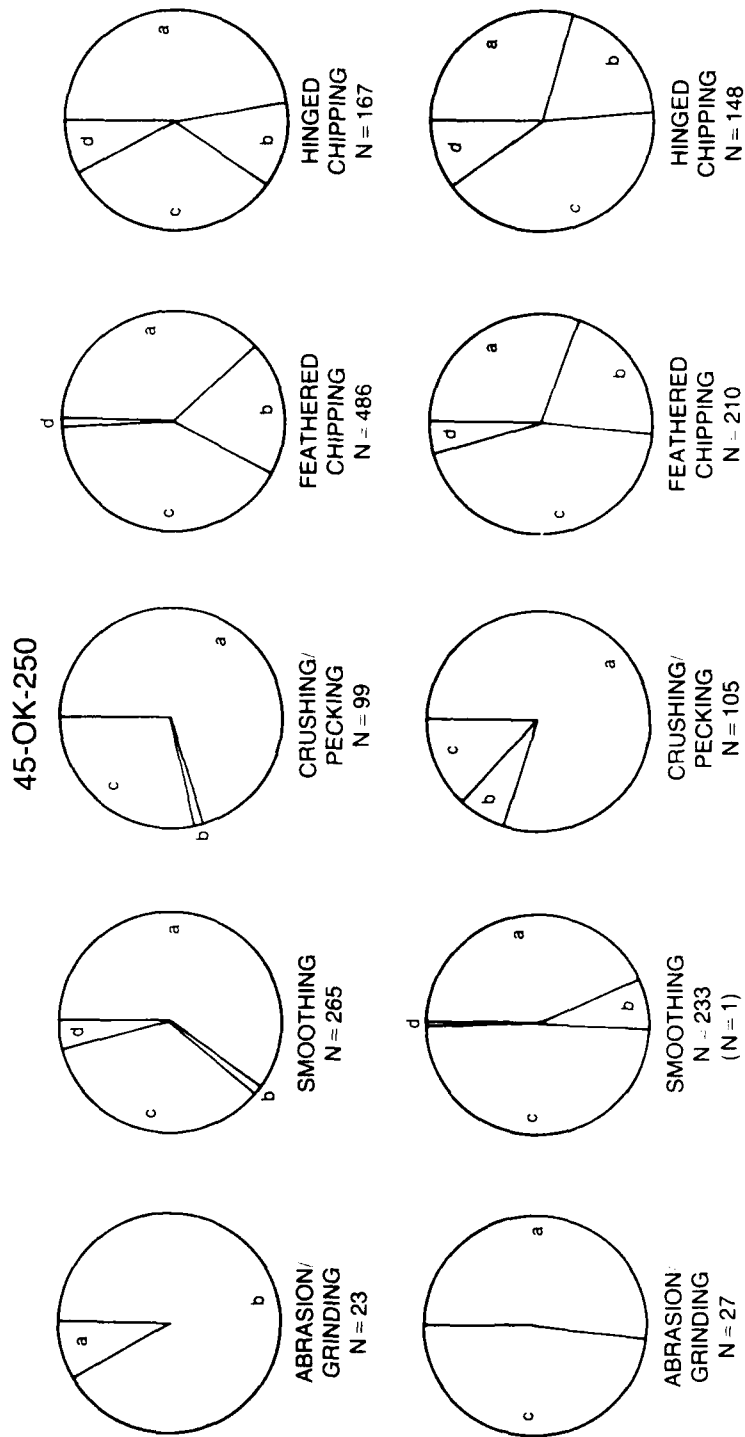 45-OK-250
a
b
d
a
c
b
c
a
b
d
a
c
b
d
a
c
b
ABRASION/ SMOOTHING CRUSHING/ FEATHERED HINGED
GRINDING N = 265 PECKING CHIPPING CHIPPING
N = 23 N = 99 N = 486 N = 167
c
a
d
a
c
b
c
b
a
d
a
c
b
d
a
c
b
ABRASION/ SMOOTHING CRUSHING/ FEATHERED HINGED
GRINDING N = 233 PECKING CHIPPING CHIPPING
N = 27 (N = 1) N = 105 N = 210 N = 148